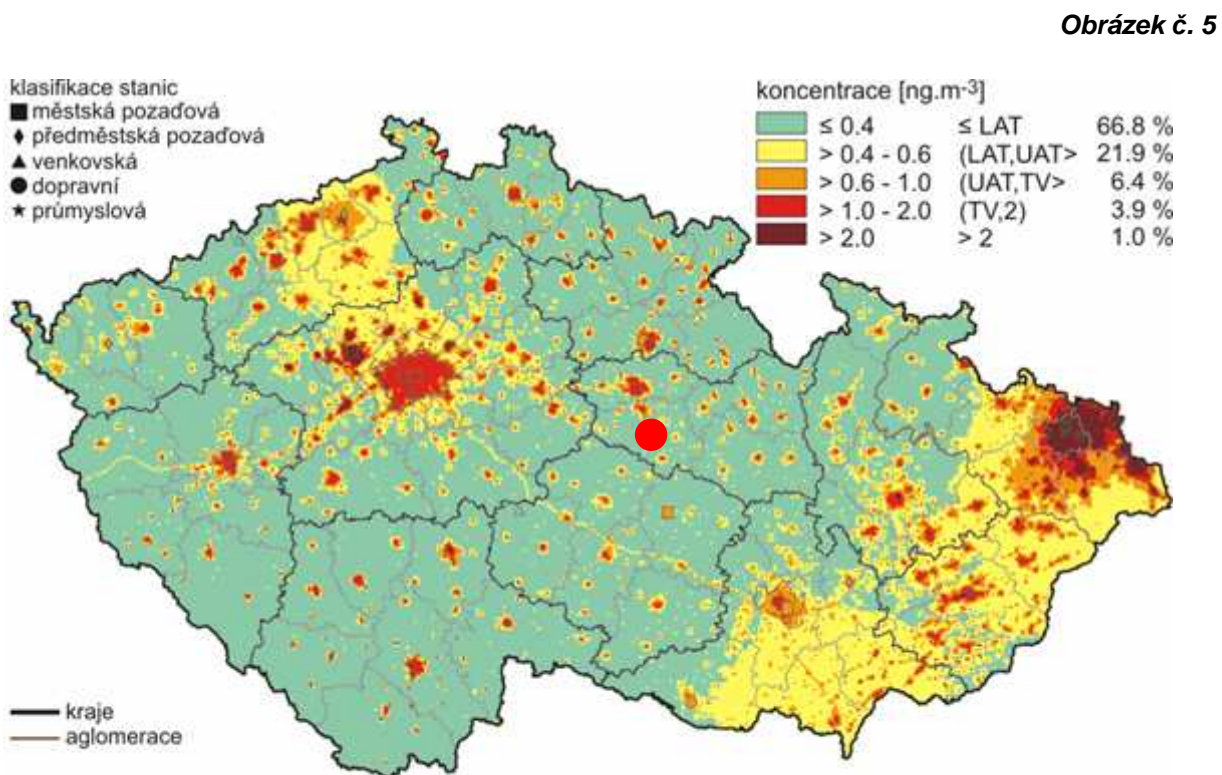 Obrázek č. 5
klasifikace stanic
městská pozaďová
předměstská pozaďová
venkovská
dopravní
průmyslová
koncentrace [ng.m-3]
≤ 0.4 ≤ LAT 66.8 %
> 0.4 - 0.6 (LAT,UAT> 21.9 %
> 0.6 - 1.0 (UAT,TV> 6.4 %
> 1.0 - 2.0 (TV,2) 3.9 %
> 2.0 > 2 1.0 %
kraje
aglomerace